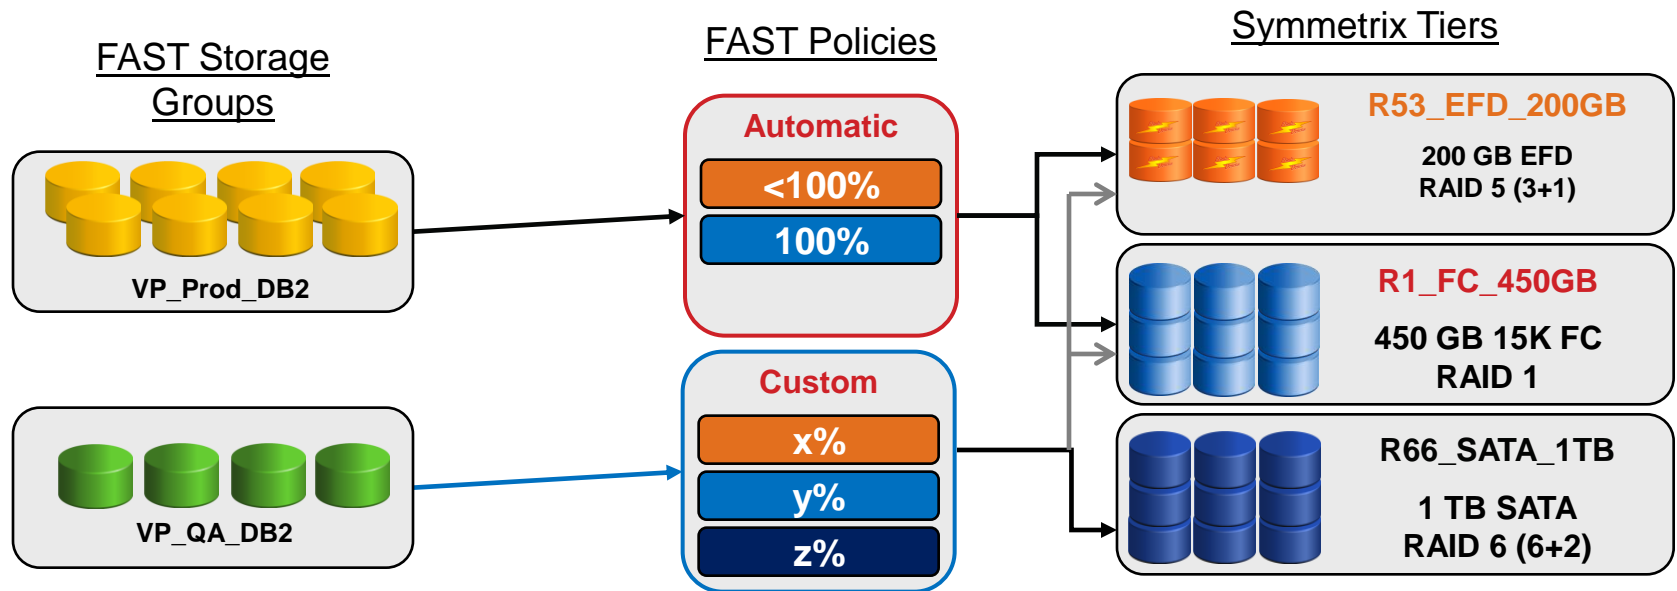 FAST Storage
Groups
VP_Prod_DB2
VP_QA_DB2
FAST Policies
Automatic
<100%
100%
Custom
x%
y%
z%
Symmetrix Tiers
R53_EFD_200GB
200 GB EFD
RAID 5 (3+1)
R1_FC_450GB
450 GB 15K FC
RAID 1
R66_SATA_1TB
1 TB SATA
RAID 6 (6+2)